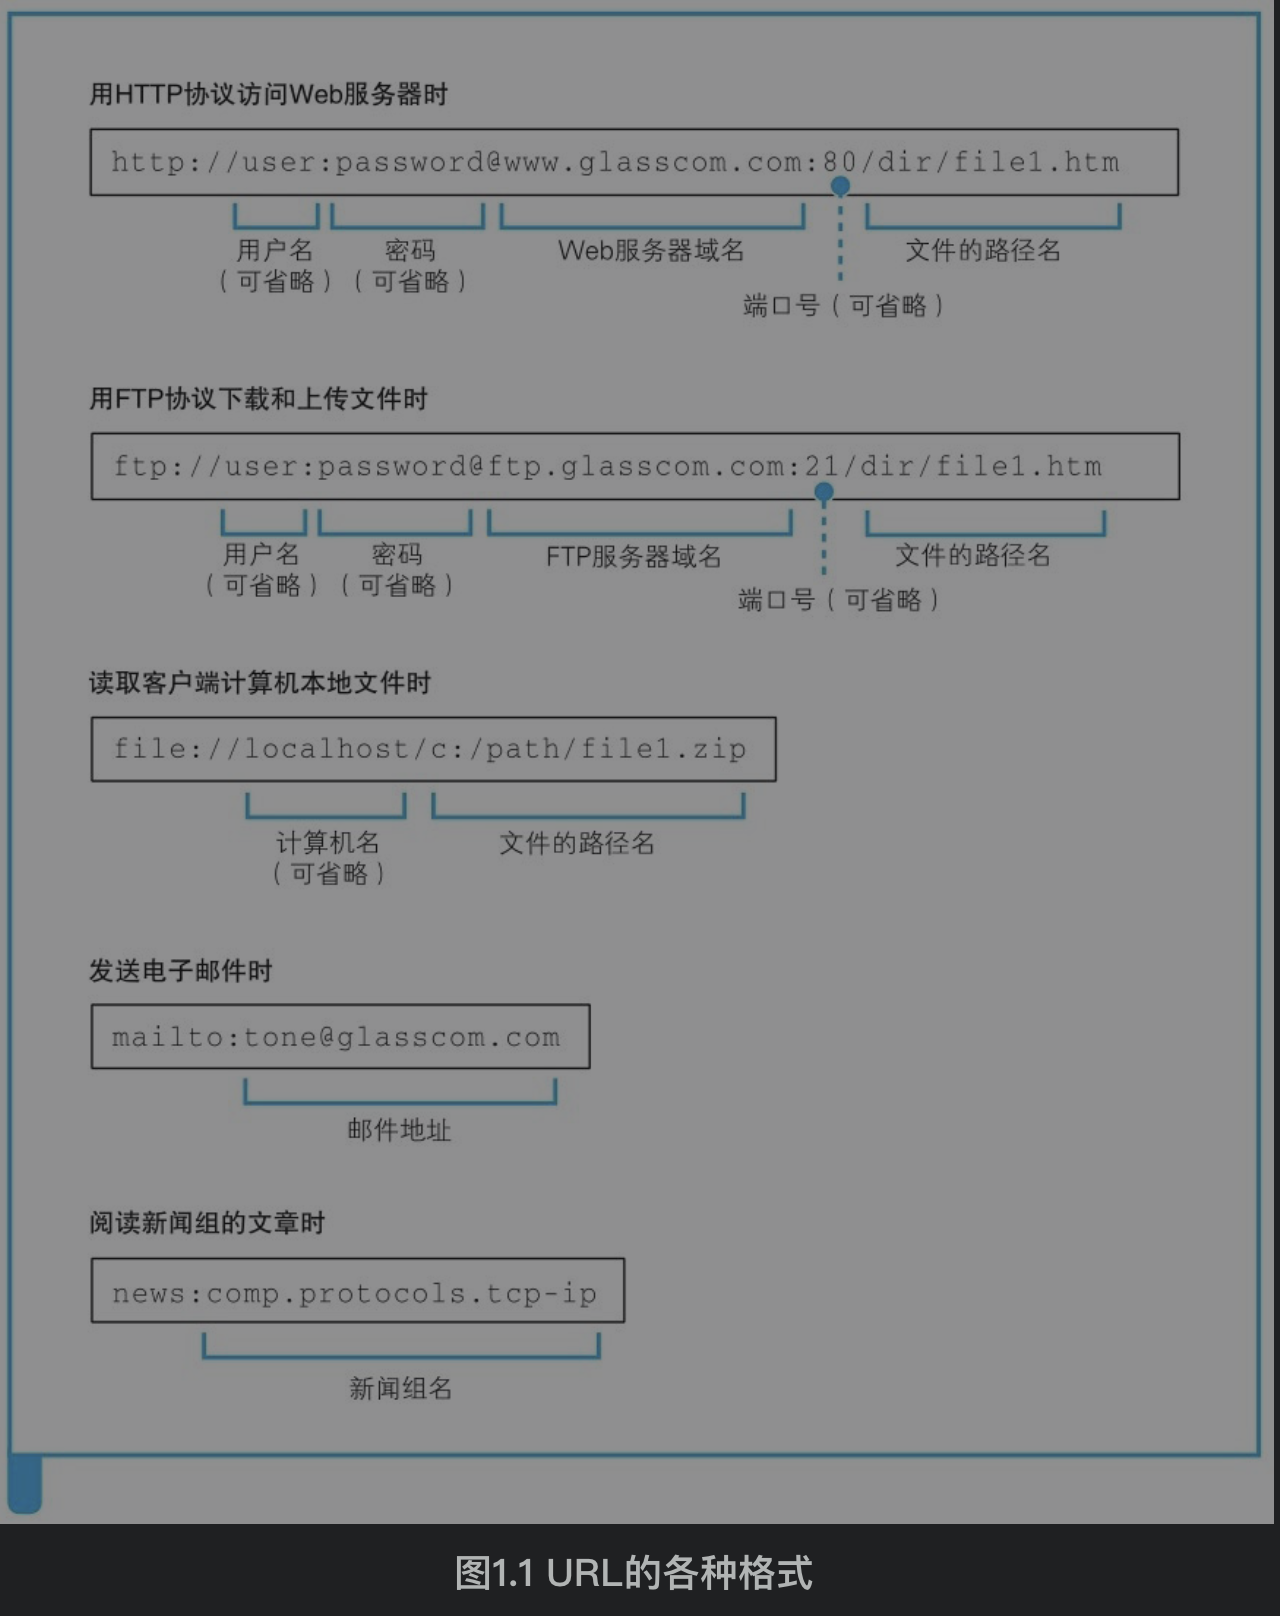 用HTTP协议访问Web服务器时
http://user:password@www.glasscom.com:80/dir/file1.htm
用户名 密码 Web服务器域名 文件的路径名
（可省略）（可省略）
端口号（可省略）
用FTP协议下载和上传文件时
ftp://user:password@ftp.glasscom.com:21/dir/file1.htm
用户名 密码 FTP服务器域名 文件的路径名
（可省略）（可省略）
端口号（可省略）
读取客户端计算机本地文件时
file://localhost/c:/path/file1.zip
计算机名 文件的路径名
（可省略）
发送电子邮件时
mailto:tone@glasscom.com
邮件地址
阅读新闻组的文章时
news:comp.protocols.tcp-ip
新闻组名
图1.1 URL的各种格式